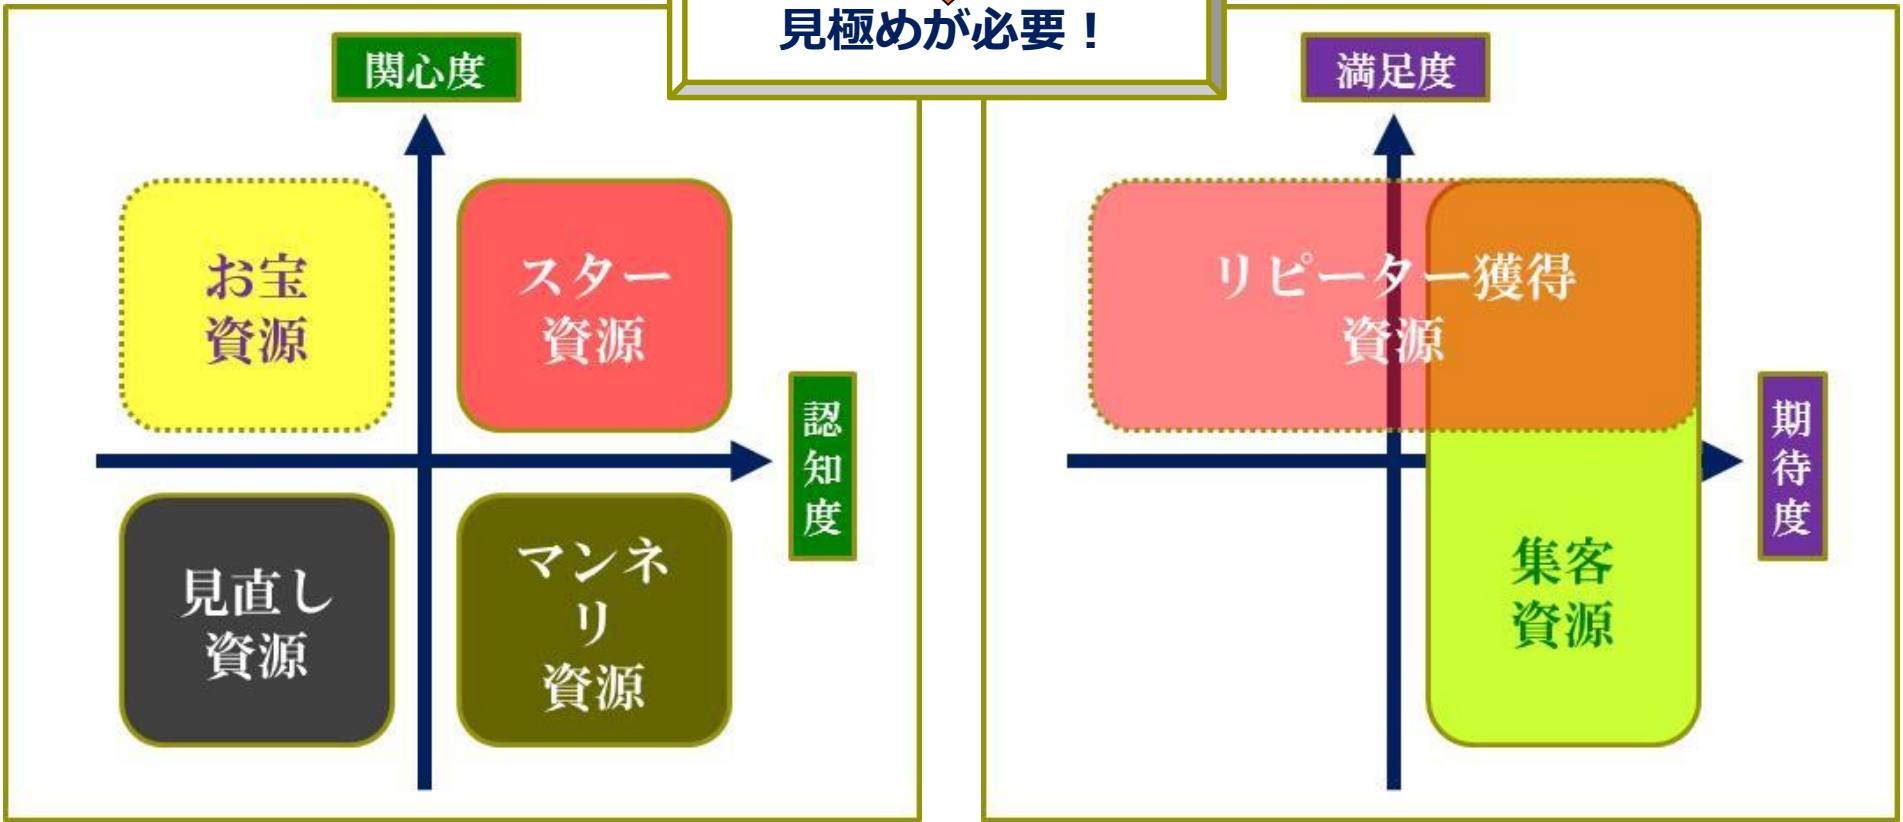 見極めが必要！
関心度
お宝
資源
スター
資源
認知度
見直し
資源
マンネ
リ
資源
満足度
リピーター獲得
資源
期待度
集客
資源